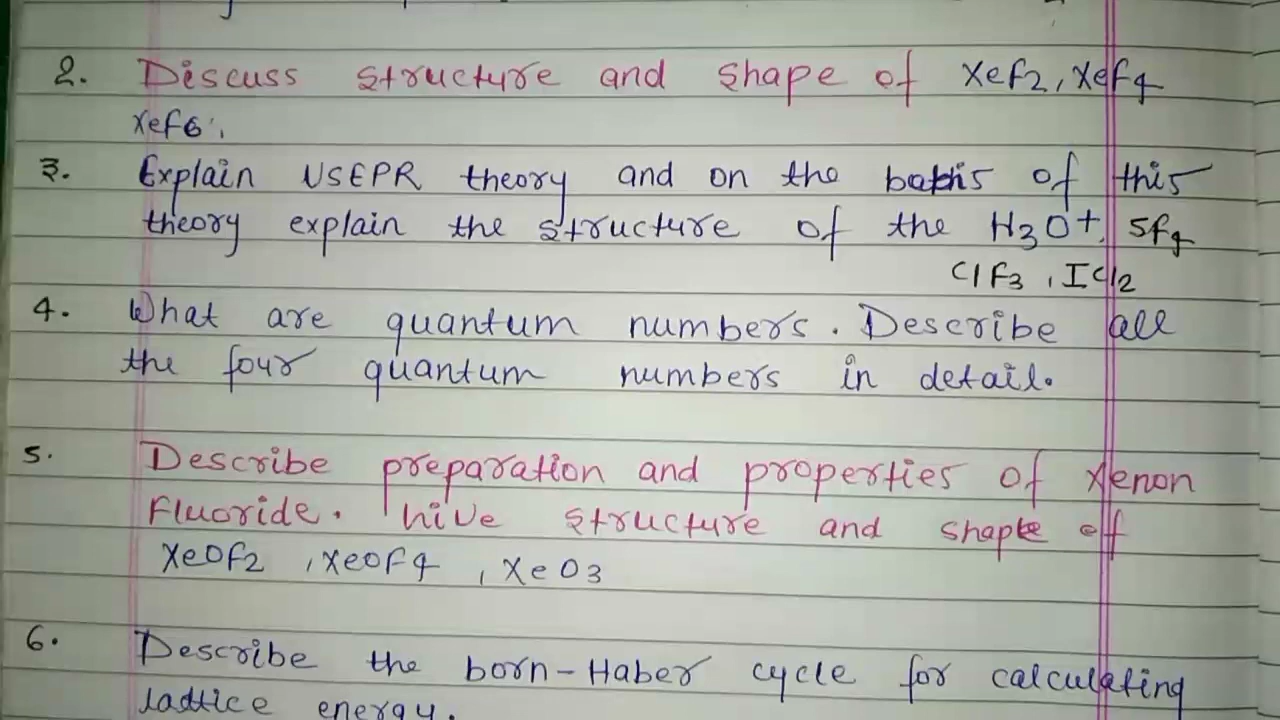 2. Discuss structure and shape of Xef2, Xef4
Xef6.
3. Explain VSEPR theory and on the bathis of this
theory explain the structure of the H3O+, Sf4
ClF3, ICl2
4. What are quantum numbers. Describe all
the four quantum numbers in detail.
5. Describe preparation and properties of Xenon
Fluoride. hive structure and shapke of
XeOf2, XeOF4, XeO3
6. Describe the born-Haber cycle for calculating
lattice energy.